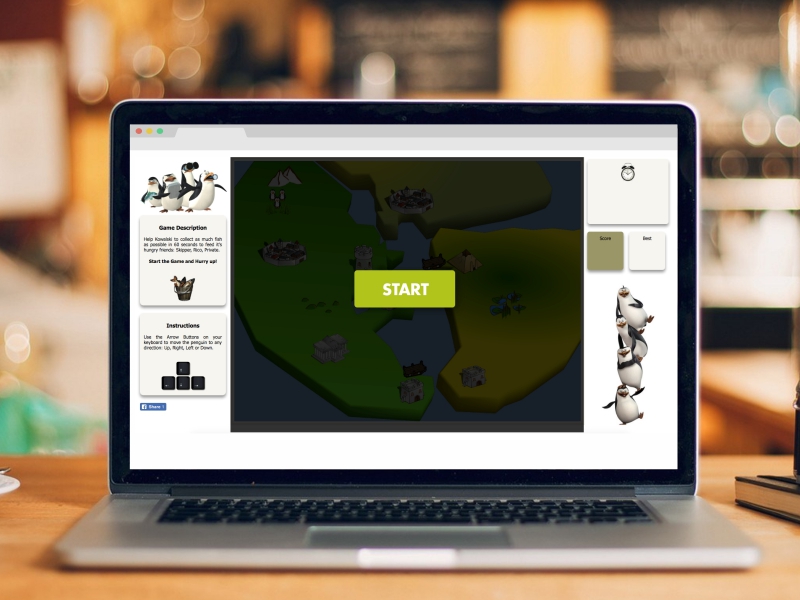 Game Description
Help Kowalski to collect as much fish
as possible in 60 seconds to feed it's
hungry friends: Skipper, Rico, Private.
Start the Game and Hurry up!
Instructions
Use the Arrow Buttons on your
keyboard to move the penguin to any
direction: Up, Right, Left or Down.
Share
START
Score
Best